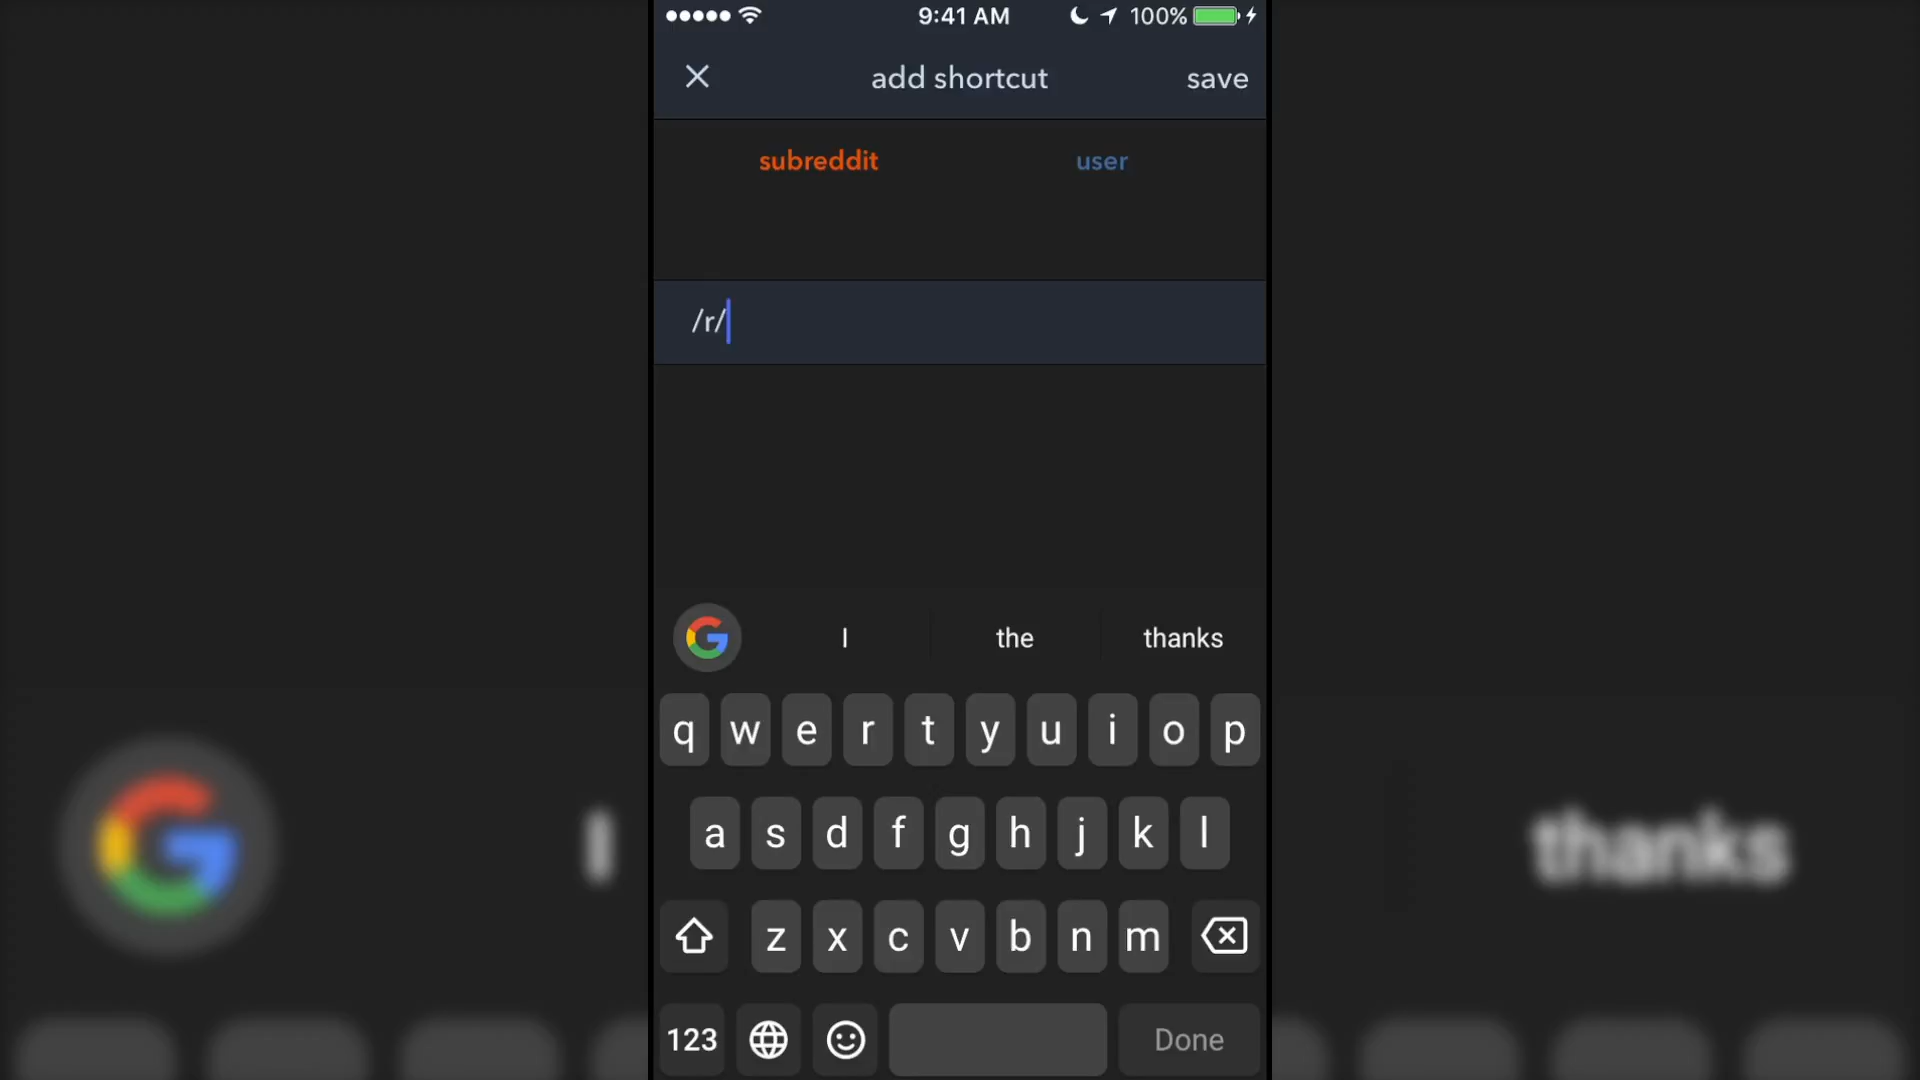 9:41 AM 100%
add shortcut save
subreddit user
/r/
I the thanks
q w e r t y u i o p
a s d f g h j k l
z x c v b n m
123 Done
I thanks